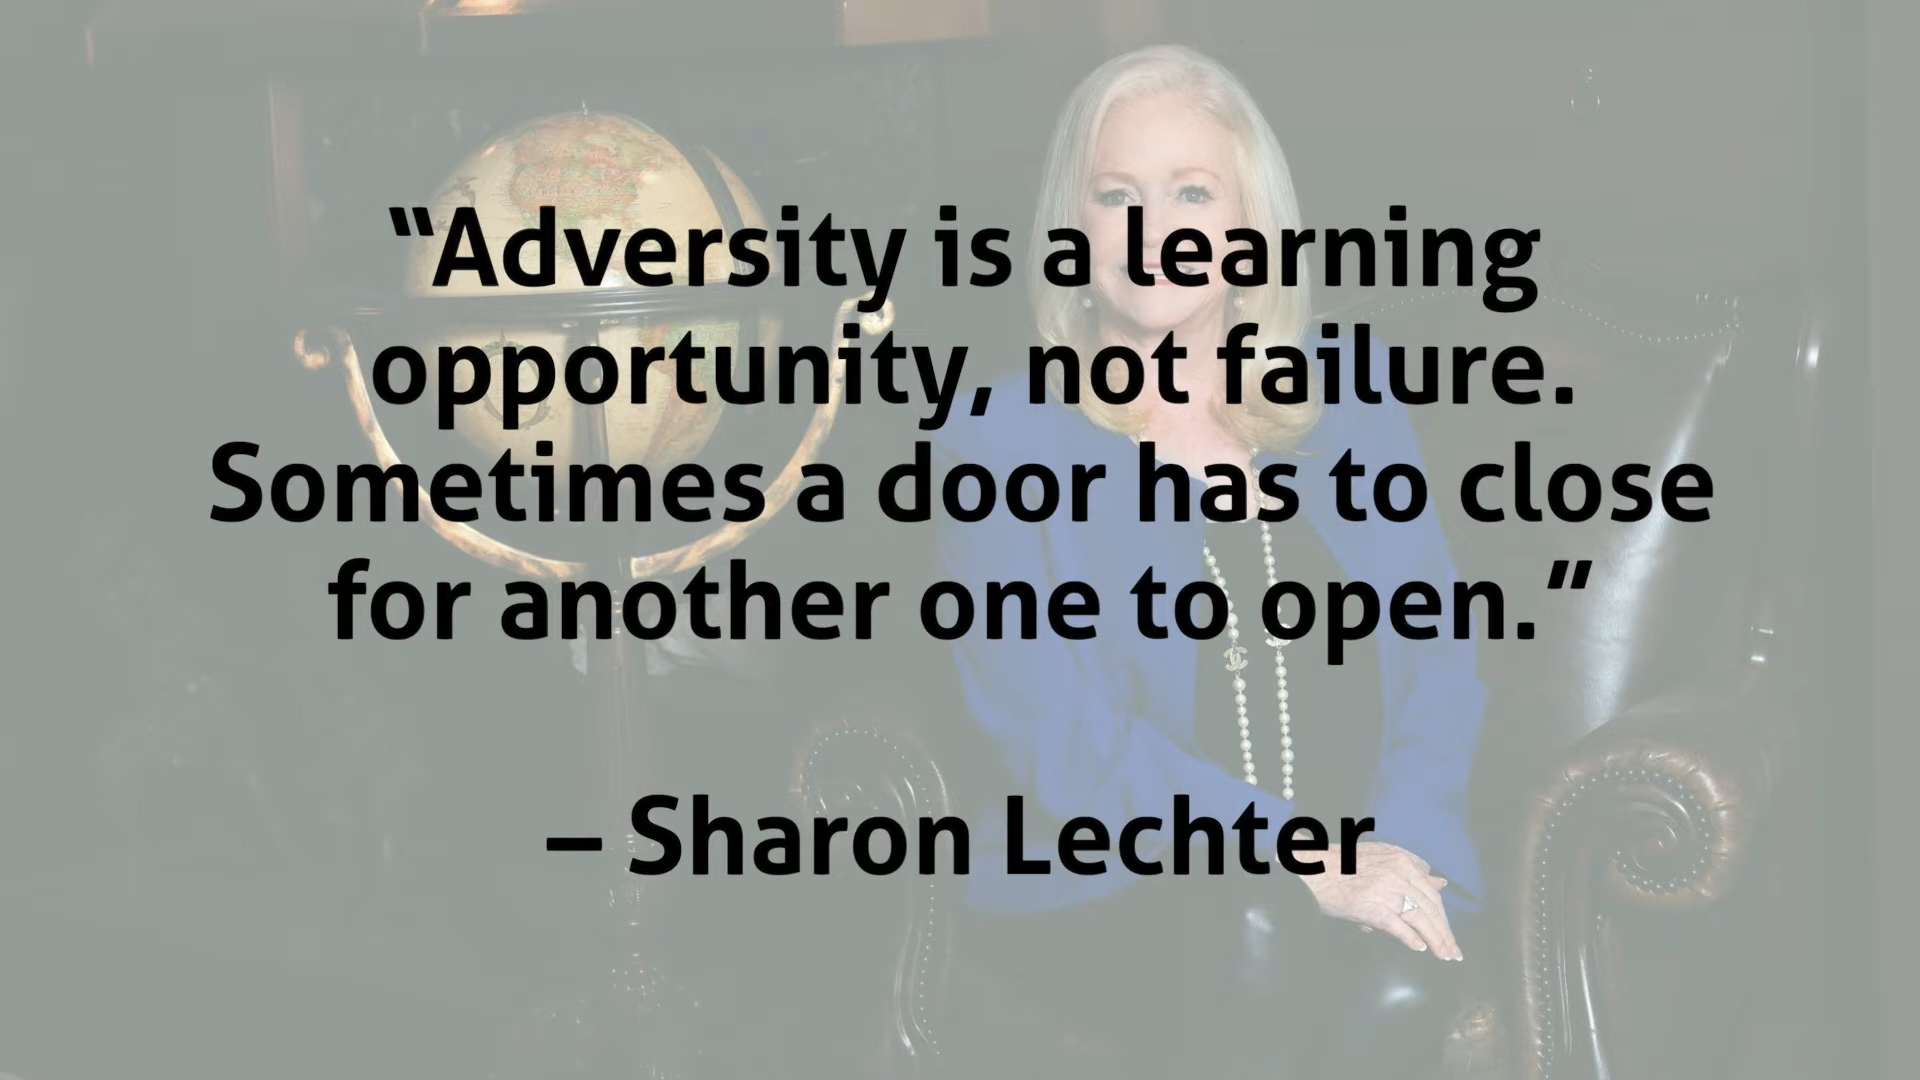 “Adversity is a learning
opportunity, not failure.
Sometimes a door has to close
for another one to open.”
– Sharon Lechter